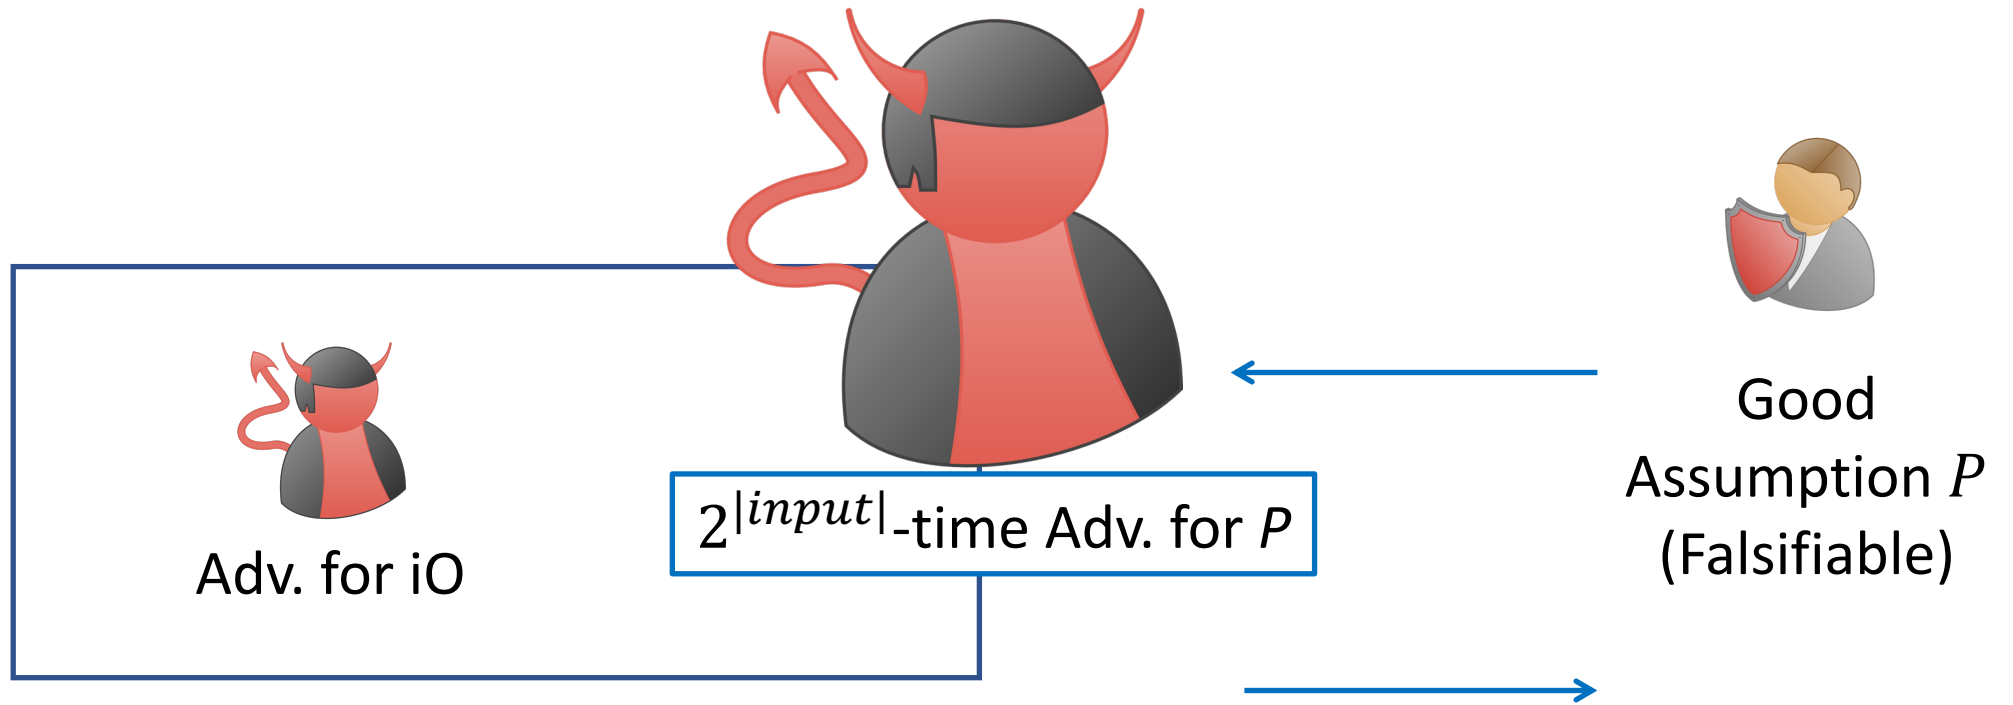 Adv. for iO
2^|input|-time Adv. for P
Good
Assumption P
(Falsifiable)